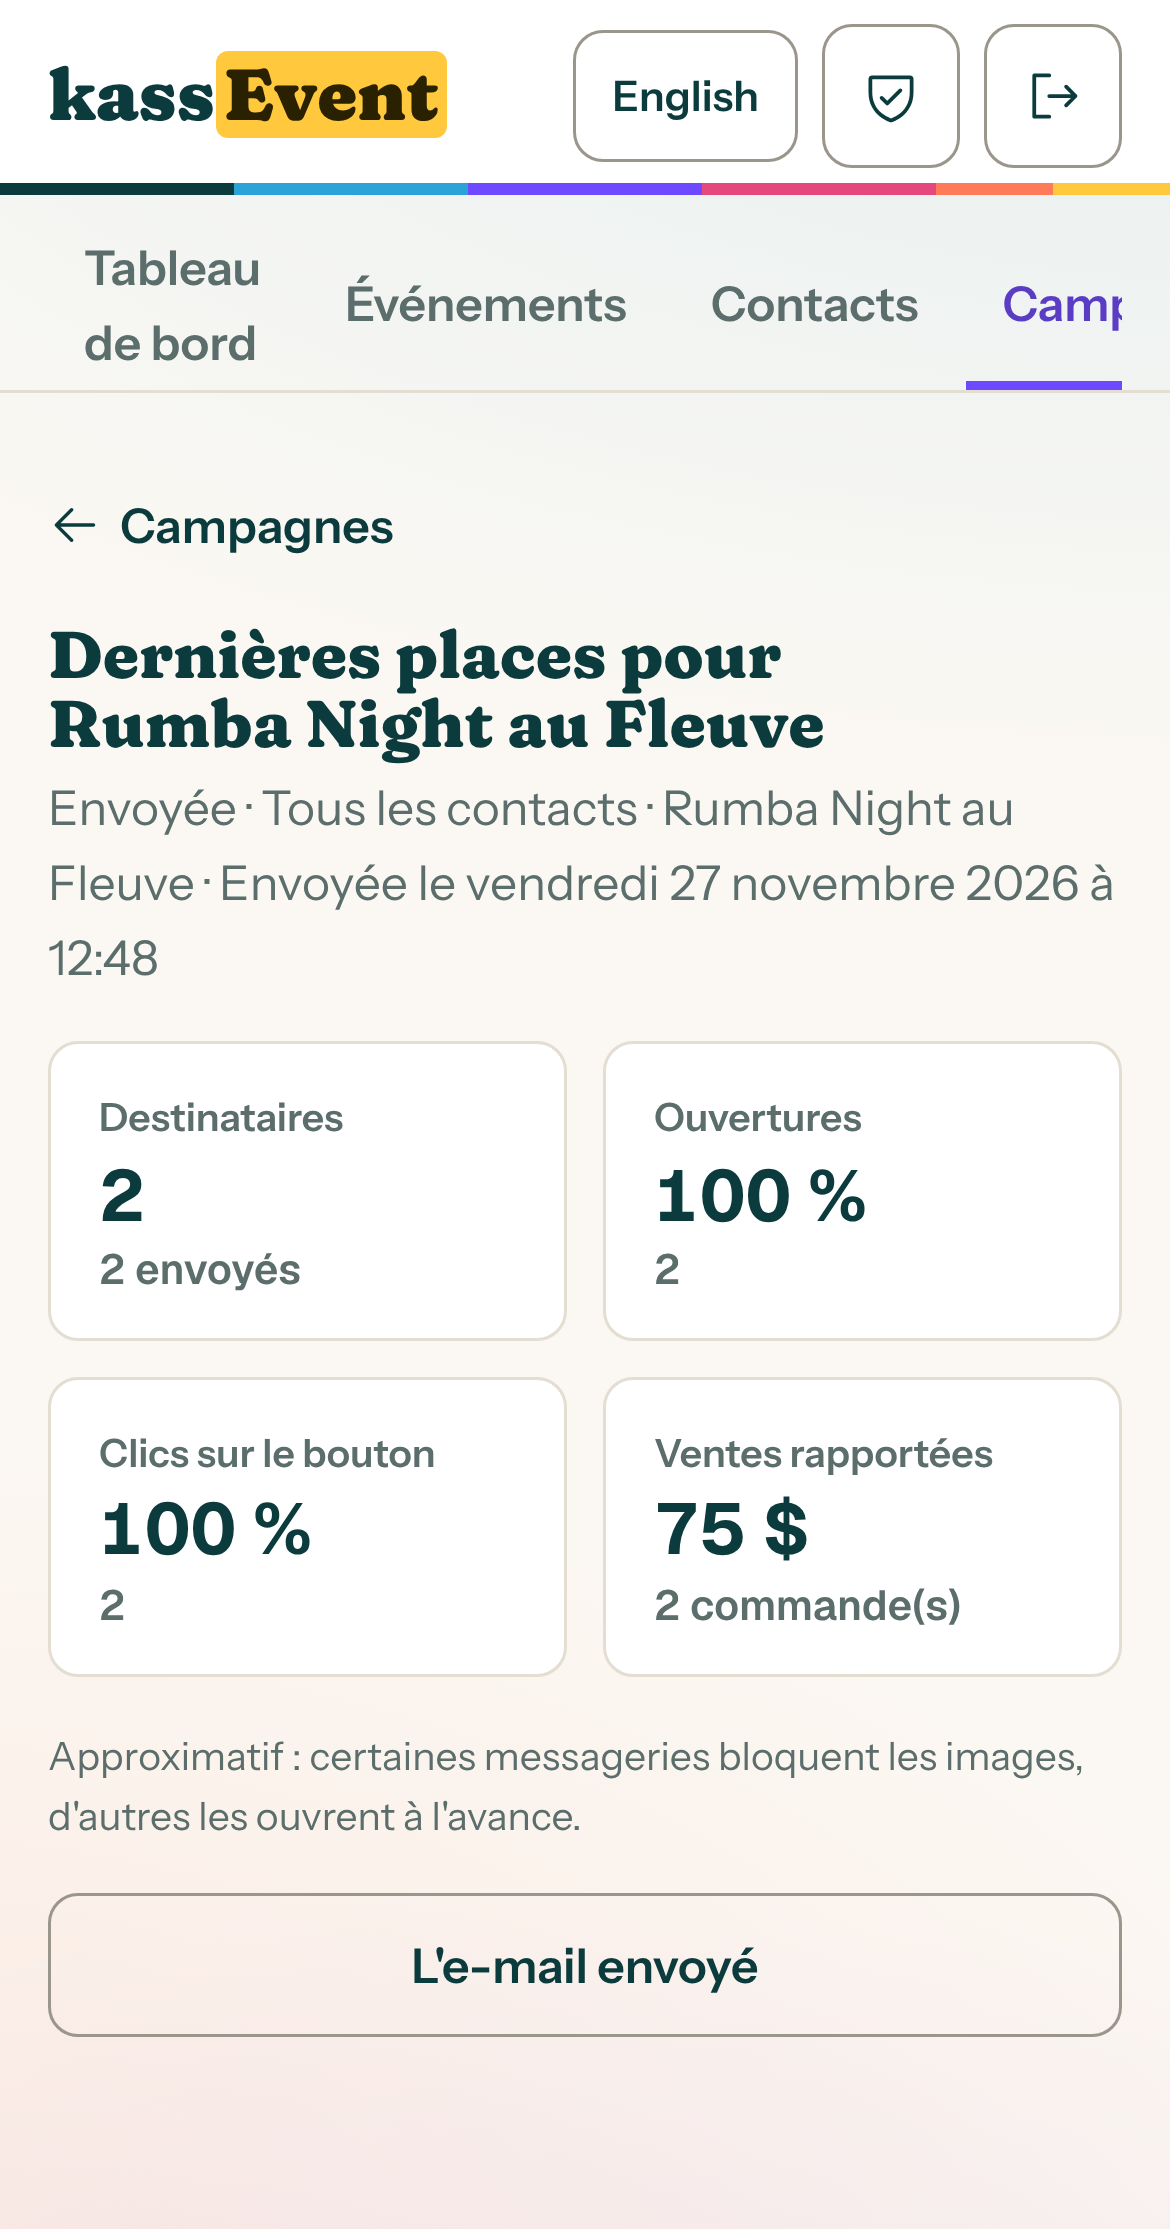 kassEvent
English
Tableau
de bord
Événements
Contacts
Camp
← Campagnes
Dernières places pour
Rumba Night au Fleuve
Envoyée · Tous les contacts · Rumba Night au
Fleuve · Envoyée le vendredi 27 novembre 2026 à
12:48
Destinataires
2
2 envoyés
Ouvertures
100 %
2
Clics sur le bouton
100 %
2
Ventes rapportées
75 $
2 commande(s)
Approximatif : certaines messageries bloquent les images,
d'autres les ouvrent à l'avance.
L'e-mail envoyé